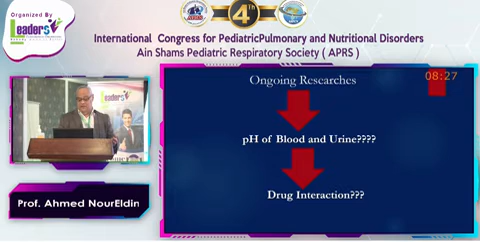 Organized By
Leaders
4TH
International Congress for PediatricPulmonary and Nutritional Disorders
Ain Shams Pediatric Respiratory Society ( APRS )
Ongoing Researches
08:27
pH of Blood and Urine????
Drug Interaction???
Leaders
Prof. Ahmed NourEldin